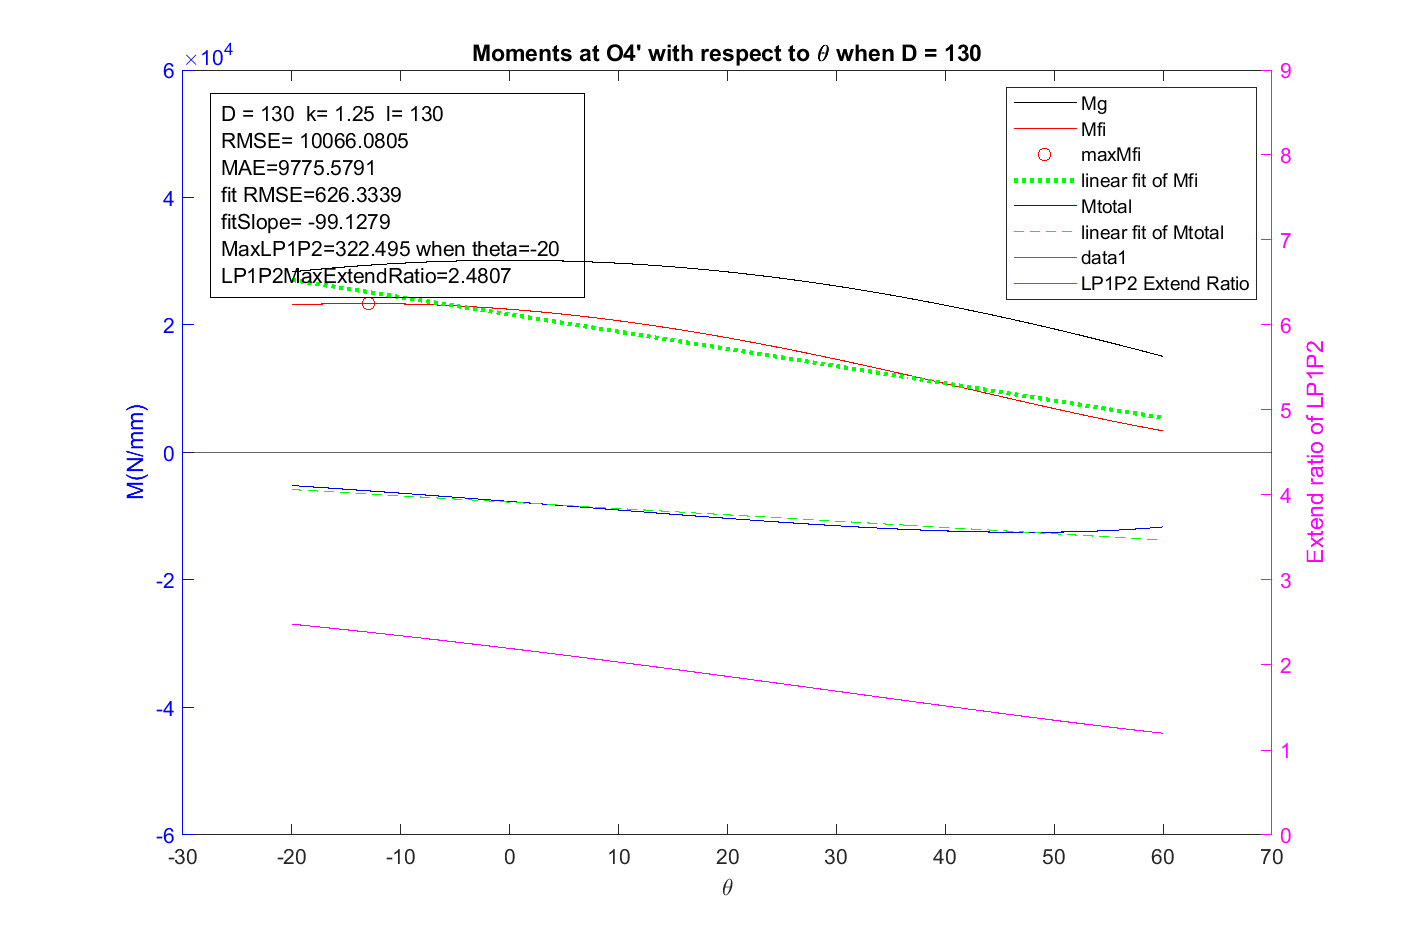 Moments at O4' with respect to θ when D = 130
×10⁴
6
4
2
0
-2
-4
-6
M(N/mm)
D = 130  k= 1.25  l= 130
RMSE= 10066.0805
MAE=9775.5791
fit RMSE=626.3339
fitSlope= -99.1279
MaxLP1P2=322.495 when theta=-20
LP1P2MaxExtendRatio=2.4807
Mg
Mfi
maxMfi
linear fit of Mfi
Mtotal
linear fit of Mtotal
data1
LP1P2 Extend Ratio
9
8
7
6
5
4
3
2
1
0
Extend ratio of LP1P2
-30 -20 -10 0 10 20 30 40 50 60 70
θ